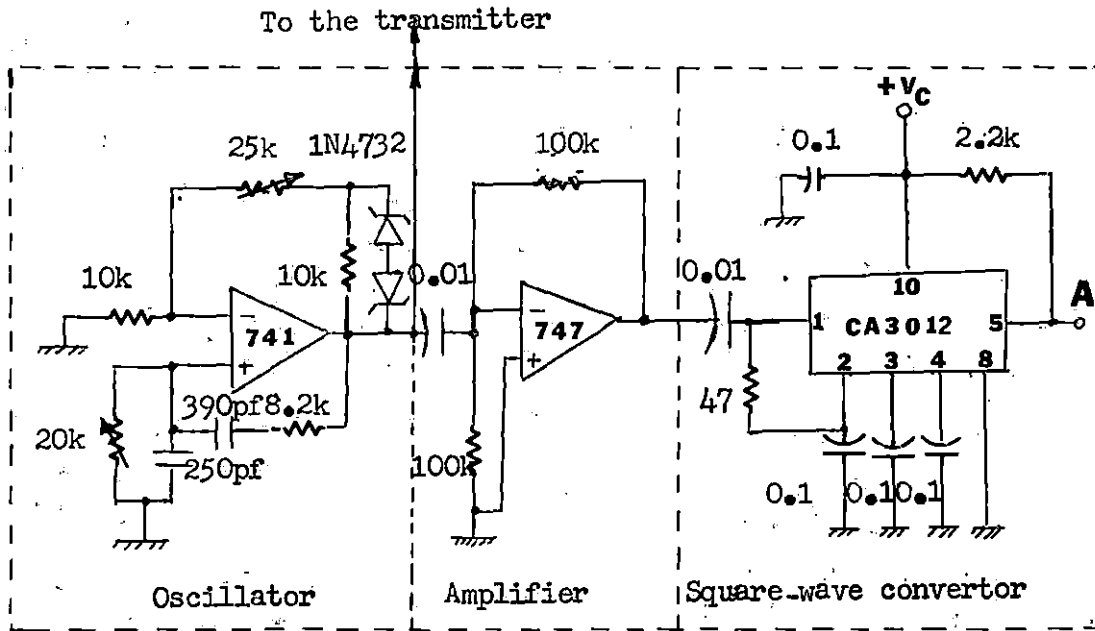 To the transmitter
+VC
25k 1N4732
100k
0.1
2.2k
10k
10k
0.01
0.01
10
A
741
747
1 CA3012 5
2 3 4 8
390pf 8.2k
47
20k
250pf
100k
0.1 0.1 0.1
Oscillator
Amplifier
Square-wave convertor